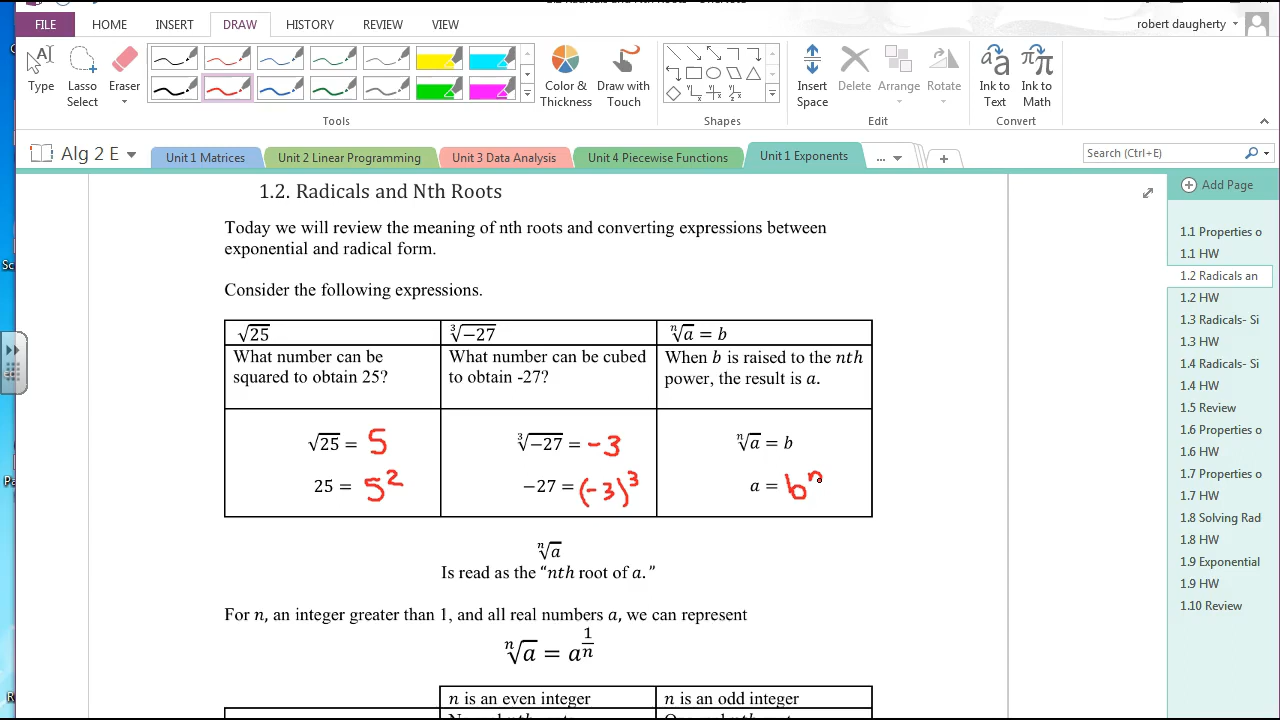 FILE HOME INSERT DRAW HISTORY REVIEW VIEW robert daugherty
Type Lasso Select Eraser Color & Thickness Draw with Touch Insert Space Delete Arrange Rotate Ink to Text Ink to Math
Tools Shapes Edit Convert
Alg 2 E Unit 1 Matrices Unit 2 Linear Programming Unit 3 Data Analysis Unit 4 Piecewise Functions Unit 1 Exponents ... Search (Ctrl+E)
Add Page
1.1 Properties o
1.1 HW
1.2 Radicals an
1.2 HW
1.3 Radicals- Si
1.3 HW
1.4 Radicals- Si
1.4 HW
1.5 Review
1.6 Properties o
1.6 HW
1.7 Properties o
1.7 HW
1.8 Solving Rad
1.8 HW
1.9 Exponential
1.9 HW
1.10 Review
1.2. Radicals and Nth Roots
Today we will review the meaning of nth roots and converting expressions between
exponential and radical form.
Consider the following expressions.
√25 ∛−27 ⁿ√a = b
What number can be squared to obtain 25? What number can be cubed to obtain -27? When b is raised to the nth power, the result is a.
√25 = 5 ∛−27 = −3 ⁿ√a = b
25 = 5² −27 = (−3)³ a = bⁿ
ⁿ√a
Is read as the “nth root of a.”
For n, an integer greater than 1, and all real numbers a, we can represent
ⁿ√a = a^(1/n)
n is an even integer n is an odd integer